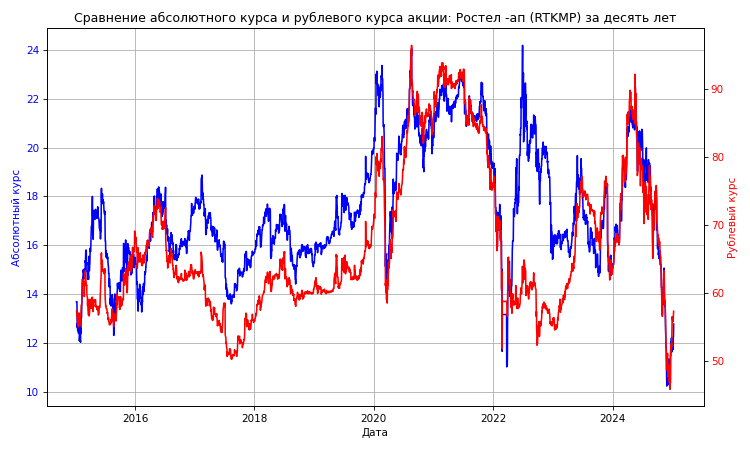 Сравнение абсолютного курса и рублевого курса акции: Ростел -ап (RTKMP) за десять лет
24
22
20
18
16
14
12
10
Абсолютный курс
90
80
70
60
50
Рублевый курс
2016 2018 2020 2022 2024
Дата